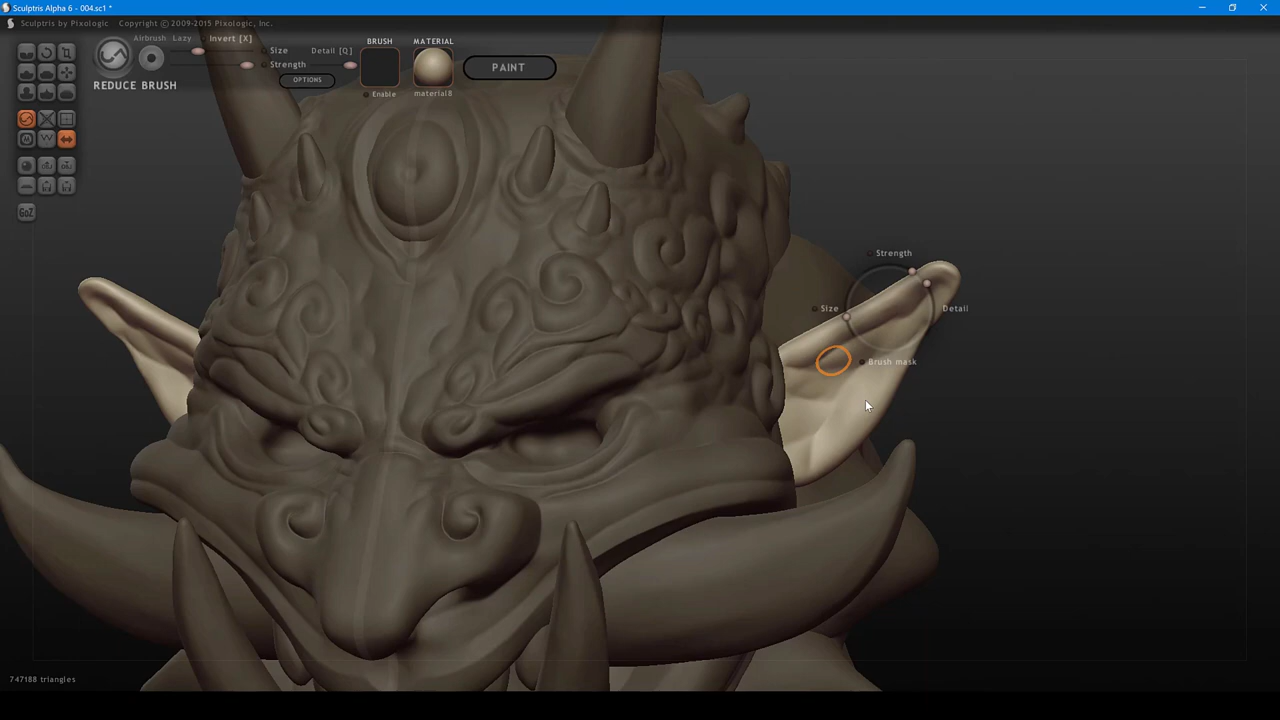 Sculptris Alpha 6 - 004.sc1 *
Sculptris by Pixologic Copyright © 2009-2015 Pixologic, Inc.
Airbrush Lazy Invert [X]
BRUSH MATERIAL
Size Detail [Q]
Strength
PAINT
OPTIONS
REDUCE BRUSH
Enable material8
GoZ
Strength
Size Detail
Brush mask
747188 triangles